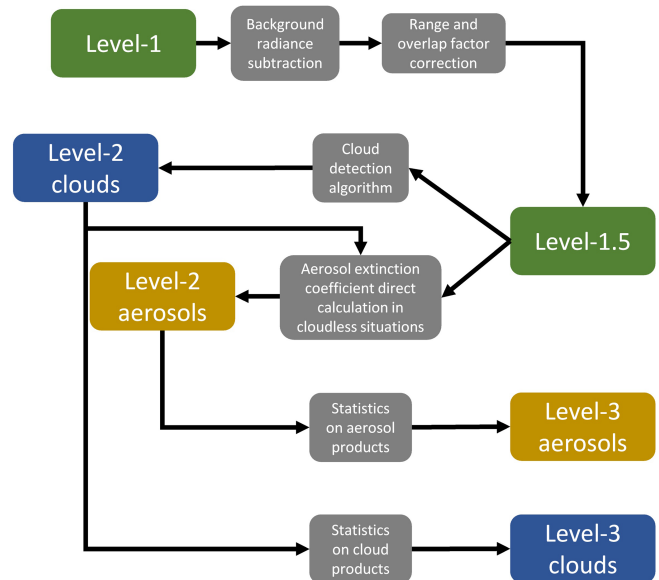 Level-1
Background
radiance
subtraction
Range and
overlap factor
correction
Level-2
clouds
Cloud
detection
algorithm
Level-1.5
Level-2
aerosols
Aerosol extinction
coefficient direct
calculation in
cloudless situations
Statistics
on aerosol
products
Level-3
aerosols
Statistics
on cloud
products
Level-3
clouds